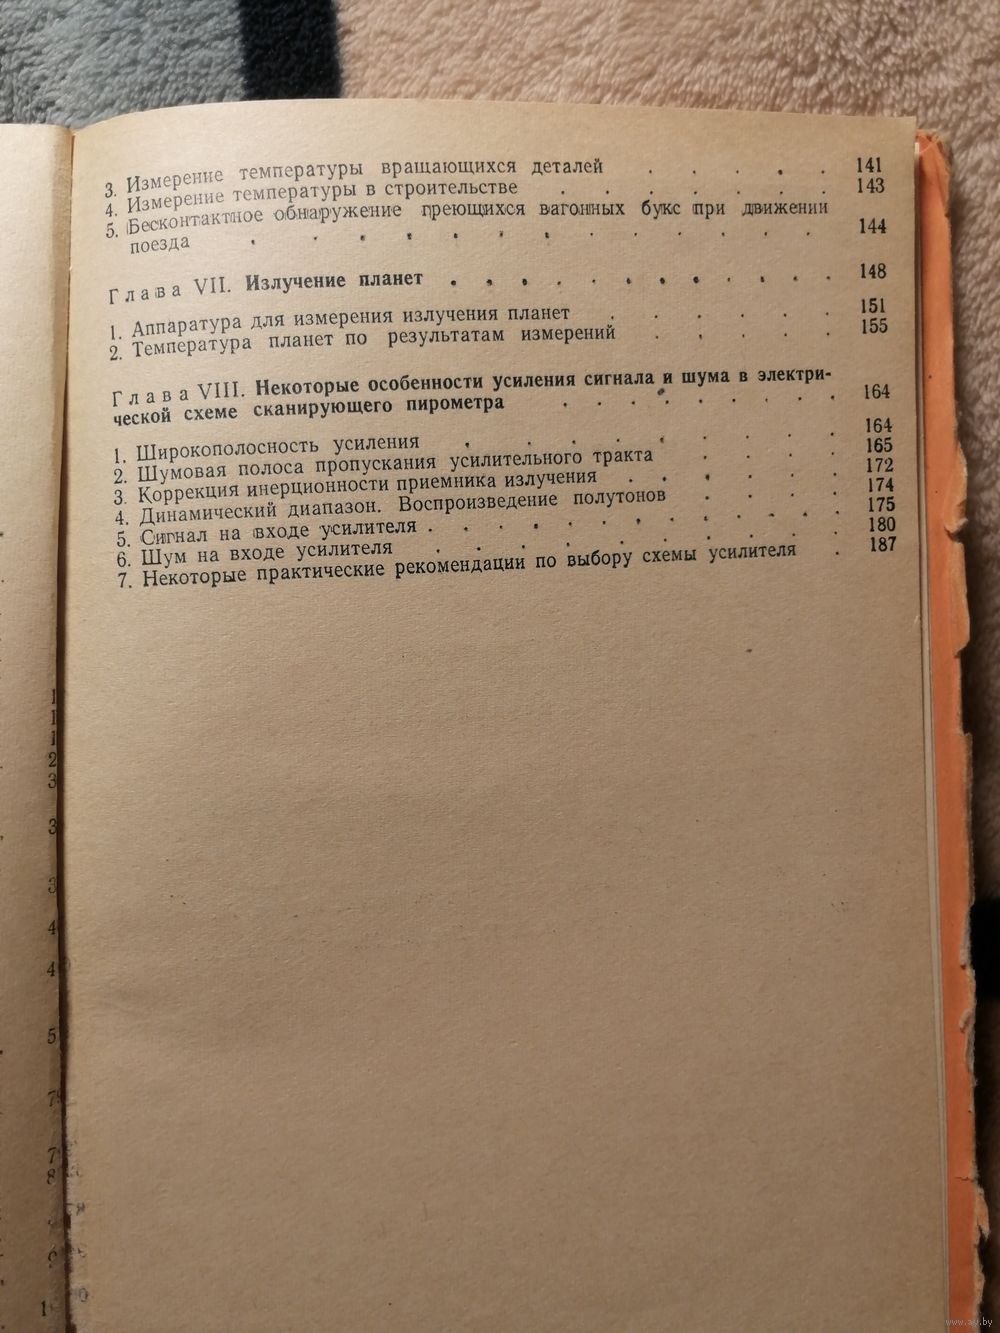 3. Измерение температуры вращающихся деталей . . . . . 141
4. Измерение температуры в строительстве . . . . . . . 143
5. Бесконтактное обнаружение греющихся вагонных букс при движении
поезда . . . . . . . . . . . . . 144
Глава VII. Излучение планет . . . . . . . . . . . 148
1. Аппаратура для измерения излучения планет . . . . . . 151
2. Температура планет по результатам измерений . . . . . 155
Глава VIII. Некоторые особенности усиления сигнала и шума в электри-
ческой схеме сканирующего пирометра . . . . . . . . . 164
1. Широкополосность усиления . . . . . . . . . 164
2. Шумовая полоса пропускания усилительного тракта . . . . 165
3. Коррекция инерционности приемника излучения . . . . . 172
4. Динамический диапазон. Воспроизведение полутонов . . . . 174
5. Сигнал на входе усилителя . . . . . . . . . . . 175
6. Шум на входе усилителя . . . . . . . . . . 180
7. Некоторые практические рекомендации по выбору схемы усилителя . 187
www.ay.by